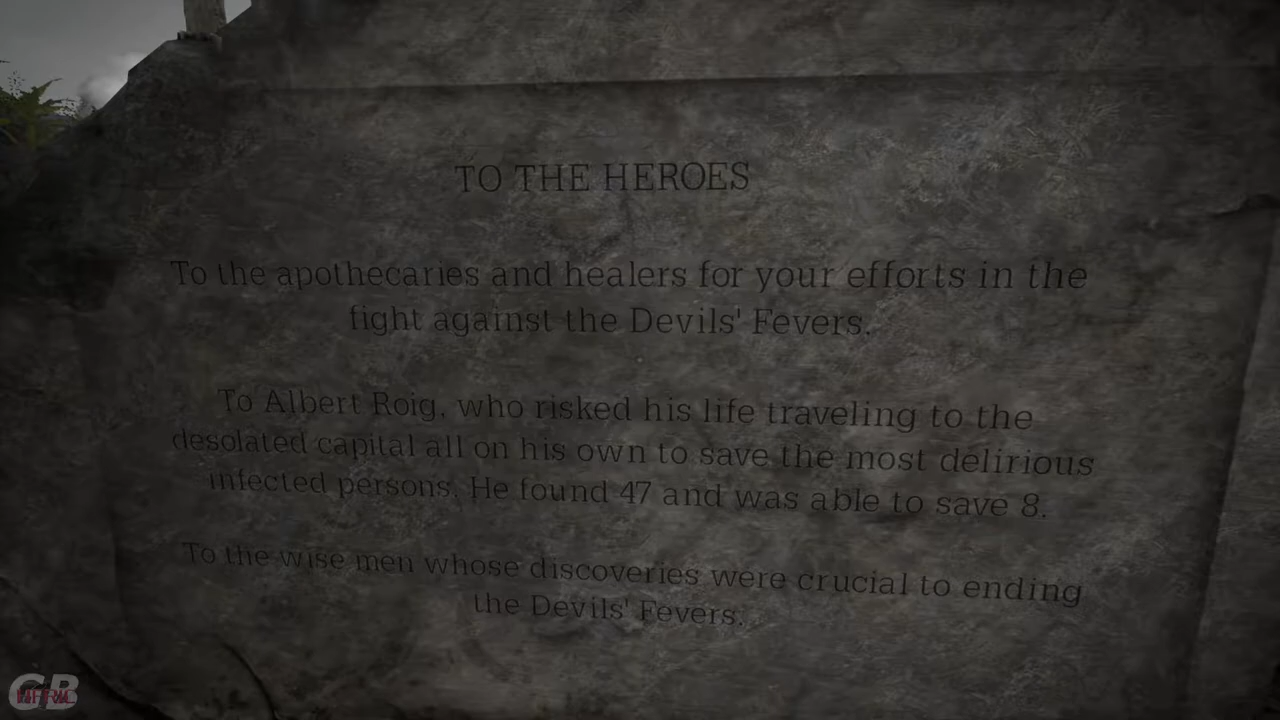 TO THE HEROES
To the apothecaries and healers for your efforts in the
fight against the Devils' Fevers.
To Albert Roig, who risked his life traveling to the
desolated capital all on his own to save the most delirious
infected persons. He found 47 and was able to save 8.
To the wise men whose discoveries were crucial to ending
the Devils' Fevers.
GB